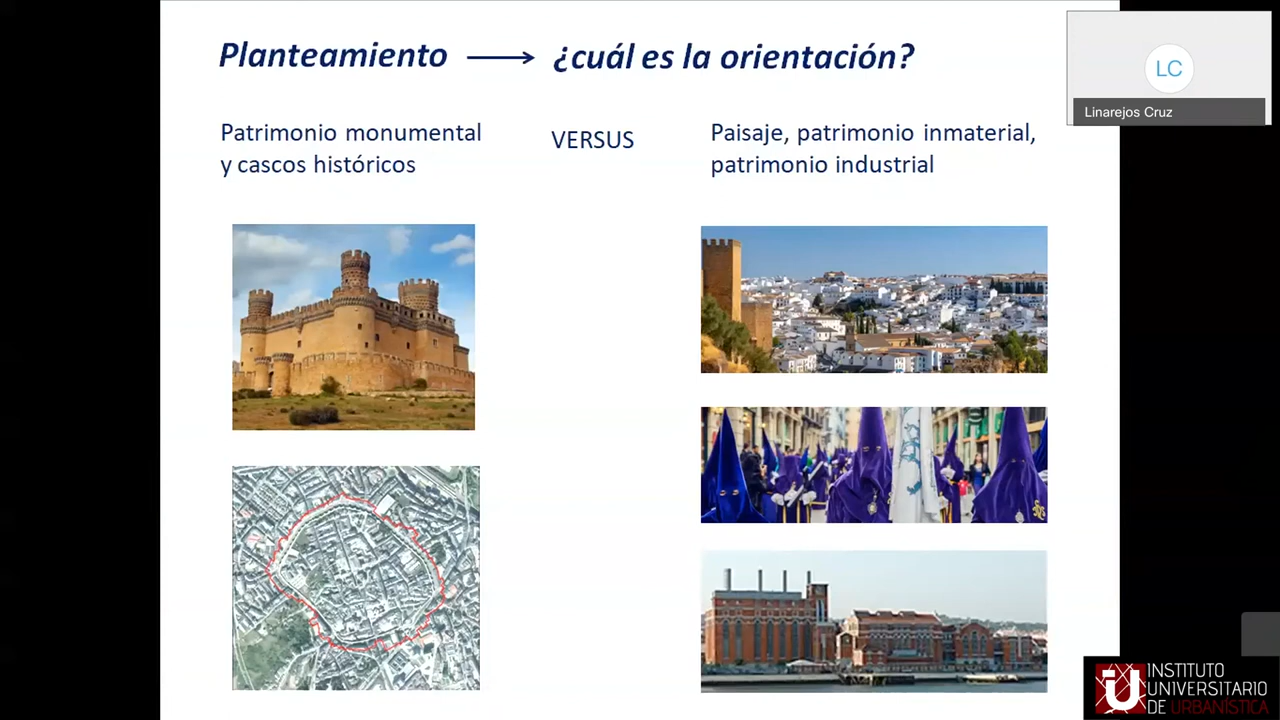 Planteamiento → ¿cuál es la orientación?
LC
Linarejos Cruz
Patrimonio monumental
y cascos históricos
VERSUS
Paisaje, patrimonio inmaterial,
patrimonio industrial
iU
INSTITUTO
UNIVERSITARIO
DE URBANÍSTICA